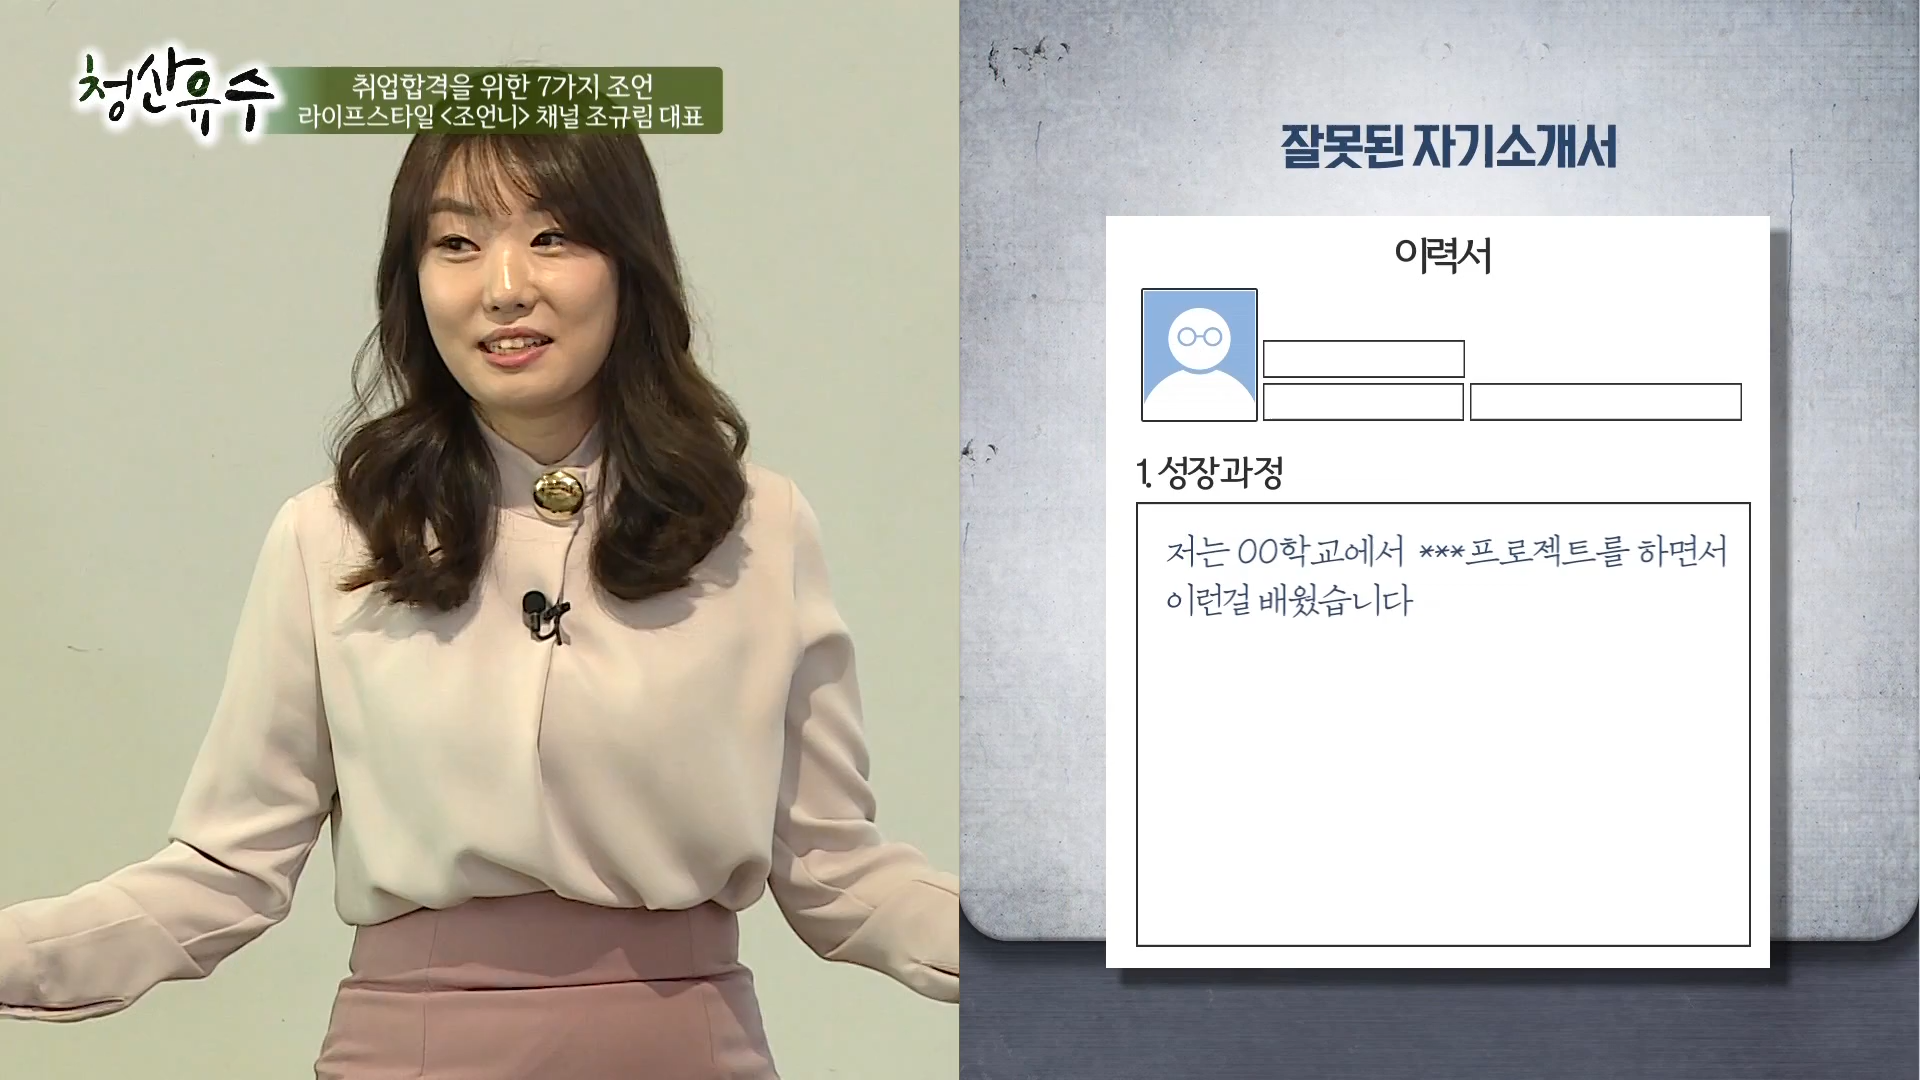 청산유수
취업합격을 위한 7가지 조언
라이프스타일 <조언니> 채널 조규림 대표
잘못된 자기소개서
이력서
1. 성장과정
저는 OO학교에서 ***프로젝트를 하면서
이런걸 배웠습니다